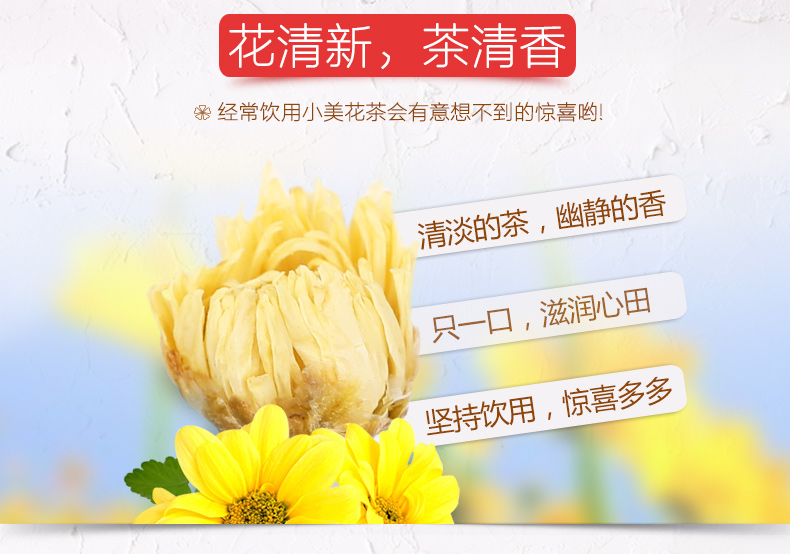 花清新，茶清香
经常饮用小美花茶会有意想不到的惊喜哟!
清淡的茶，幽静的香
只一口，滋润心田
坚持饮用，惊喜多多